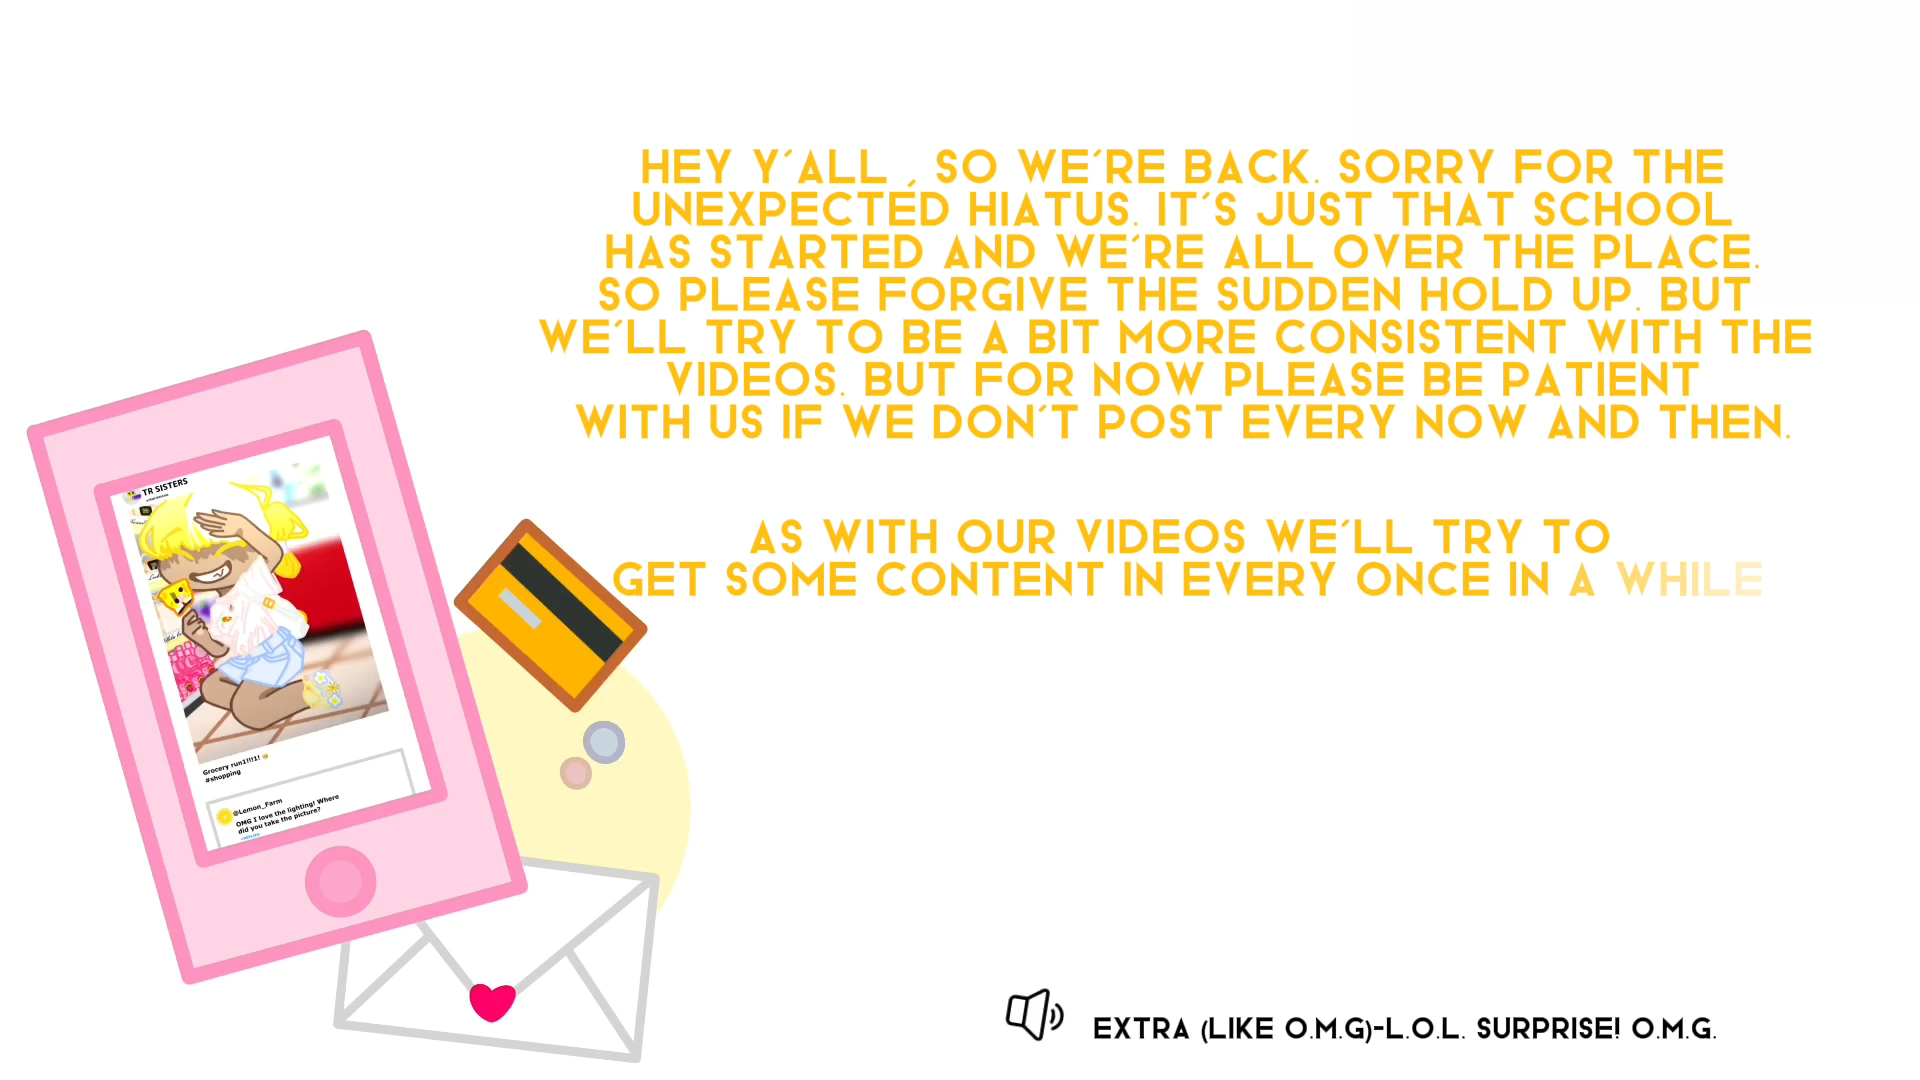 HEY Y'ALL , SO WE'RE BACK. SORRY FOR THE
UNEXPECTED HIATUS. IT'S JUST THAT SCHOOL
HAS STARTED AND WE'RE ALL OVER THE PLACE.
SO PLEASE FORGIVE THE SUDDEN HOLD UP. BUT
WE'LL TRY TO BE A BIT MORE CONSISTENT WITH THE
VIDEOS. BUT FOR NOW PLEASE BE PATIENT
WITH US IF WE DON'T POST EVERY NOW AND THEN.
AS WITH OUR VIDEOS WE'LL TRY TO
GET SOME CONTENT IN EVERY ONCE IN A WHILE
TR SISTERS
Grocery run1!!!1!
#shopping
@Lemon_Farm
OMG I love the lighting! Where
did you take the picture?
EXTRA (LIKE O.M.G)-L.O.L. SURPRISE! O.M.G.